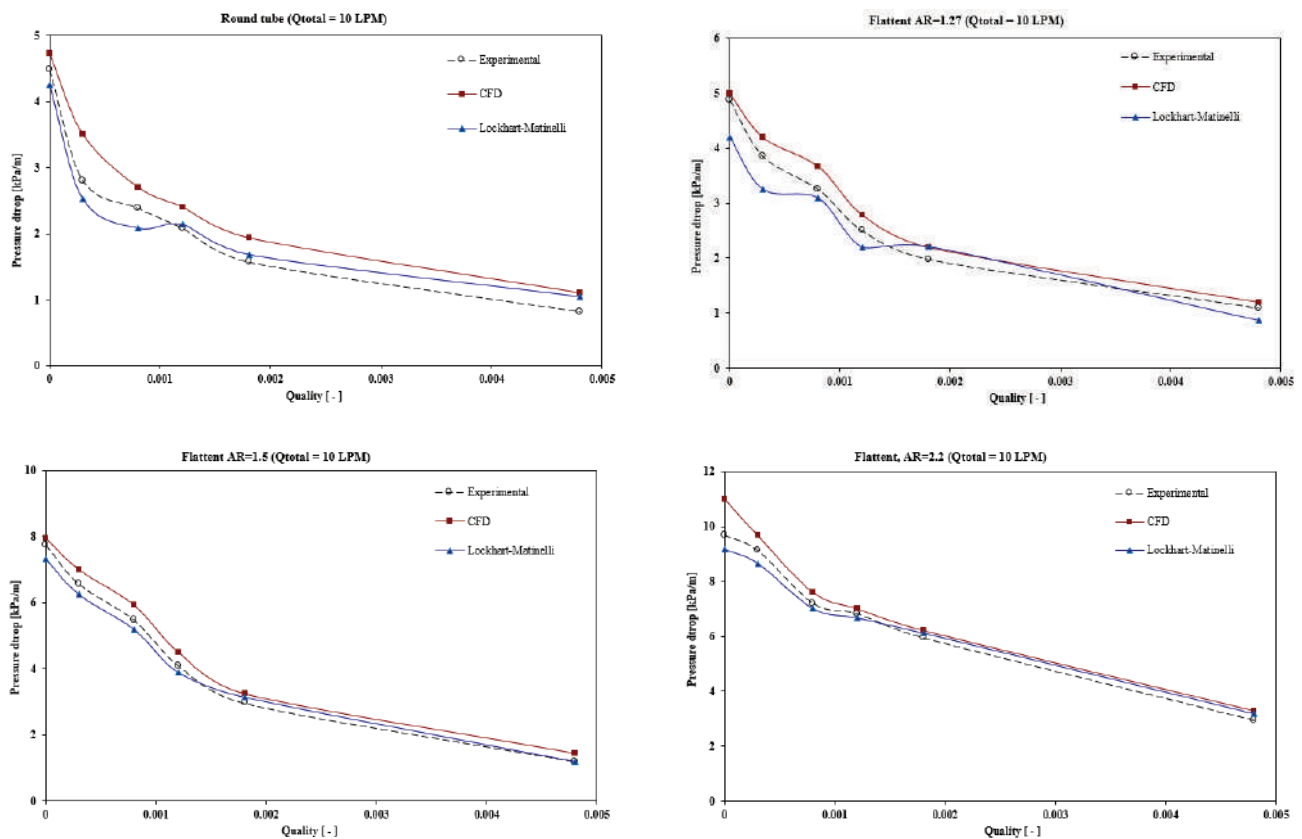 Round tube (Qtotal = 10 LPM)
5
4
3
2
1
0
Pressure dtrop [kPa/m]
Experimental
CFD
Lockhart-Matinelli
0 0.001 0.002 0.003 0.004 0.005
Quality [ - ]
Flattent AR=1.27 (Qtotal = 10 LPM)
6
5
4
3
2
1
0
Pressure dtrop [kPa/m]
Experimental
CFD
Lockhart-Matinelli
0 0.001 0.002 0.003 0.004 0.005
Quality [ - ]
Flattent AR=1.5 (Qtotal = 10 LPM)
10
8
6
4
2
0
Pressure dtrop [kPa/m]
Experimental
CFD
Lockhart-Matinelli
0 0.001 0.002 0.003 0.004 0.005
Quality [ - ]
Flattent, AR=2.2 (Qtotal = 10 LPM)
12
10
8
6
4
2
0
Pressure dtrop [kPa/m]
Experimental
CFD
Lockhart-Matinelli
0 0.001 0.002 0.003 0.004 0.005
Quality [ - ]